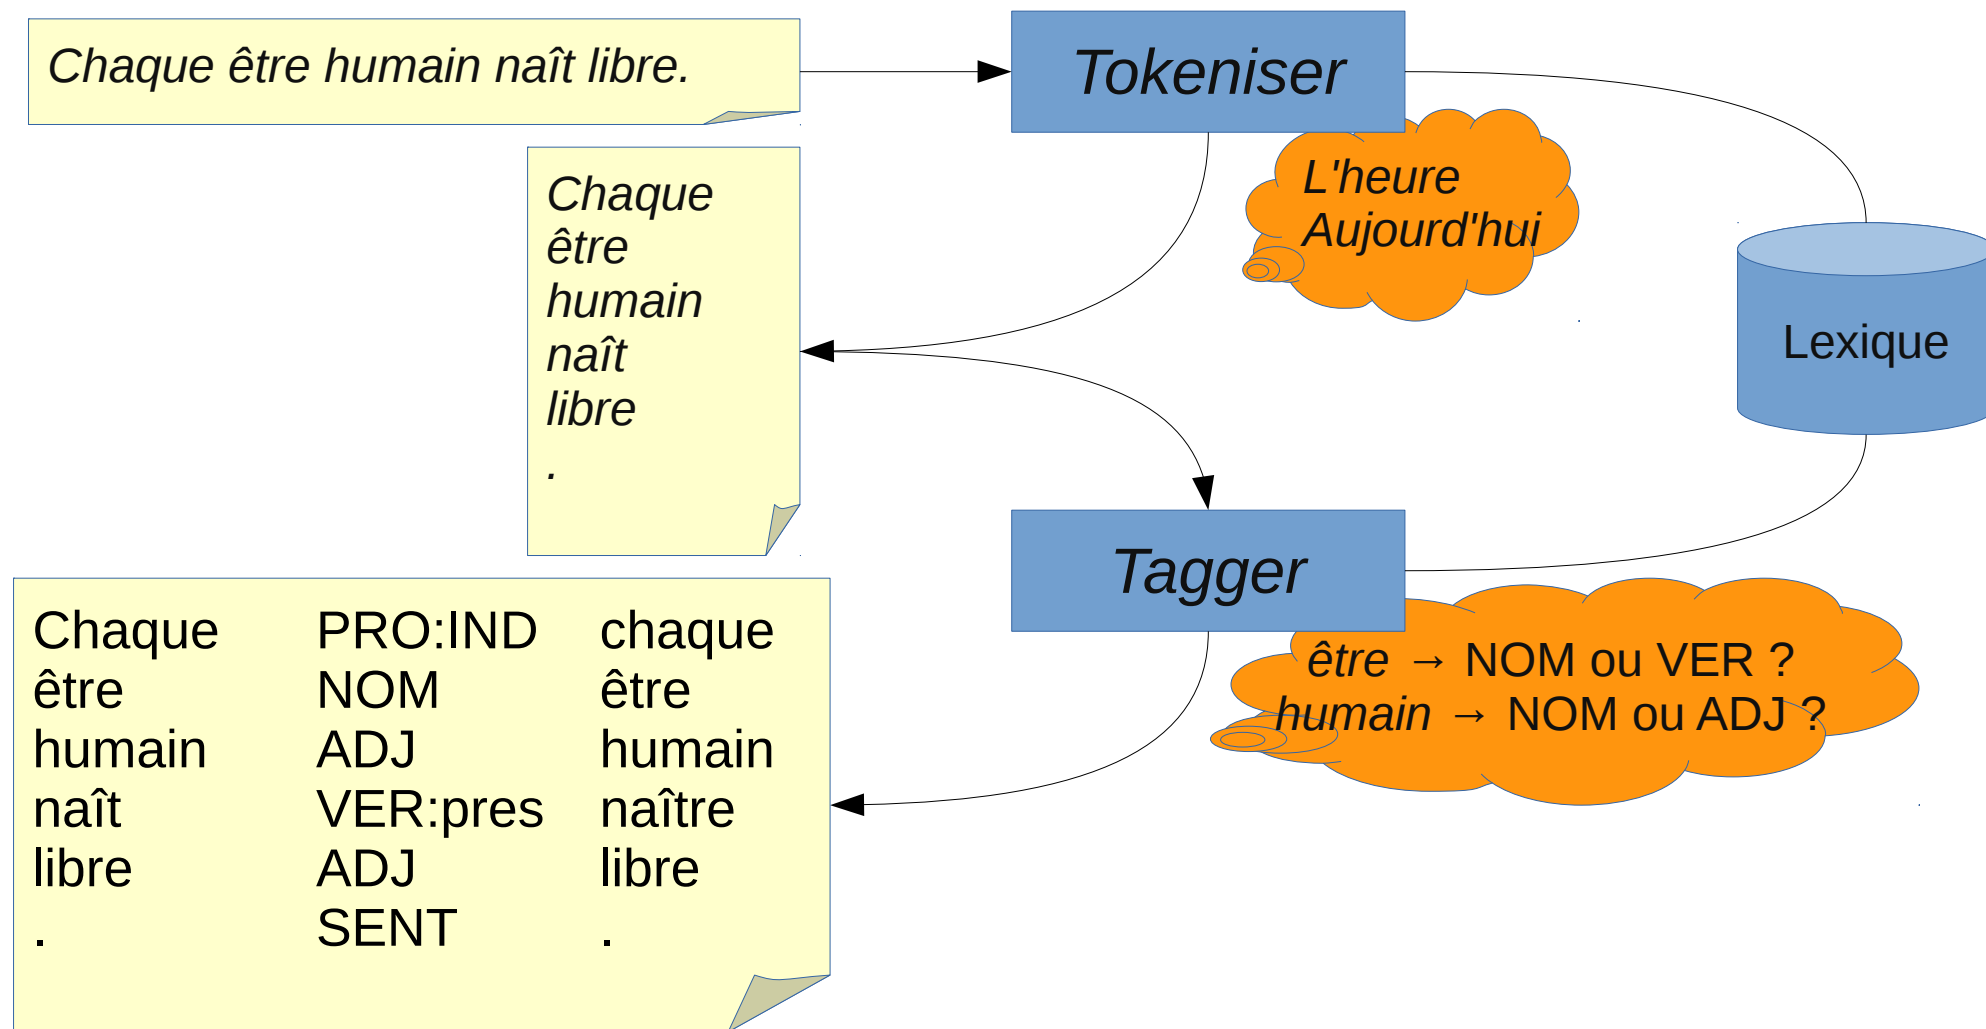 Chaque être humain naît libre.
Tokeniser
L'heure
Aujourd'hui
Chaque
être
humain
naît
libre
.
Lexique
Tagger
être → NOM ou VER ?
humain → NOM ou ADJ ?
Chaque PRO:IND chaque
être NOM être
humain ADJ humain
naît VER:pres naître
libre ADJ libre
. SENT .